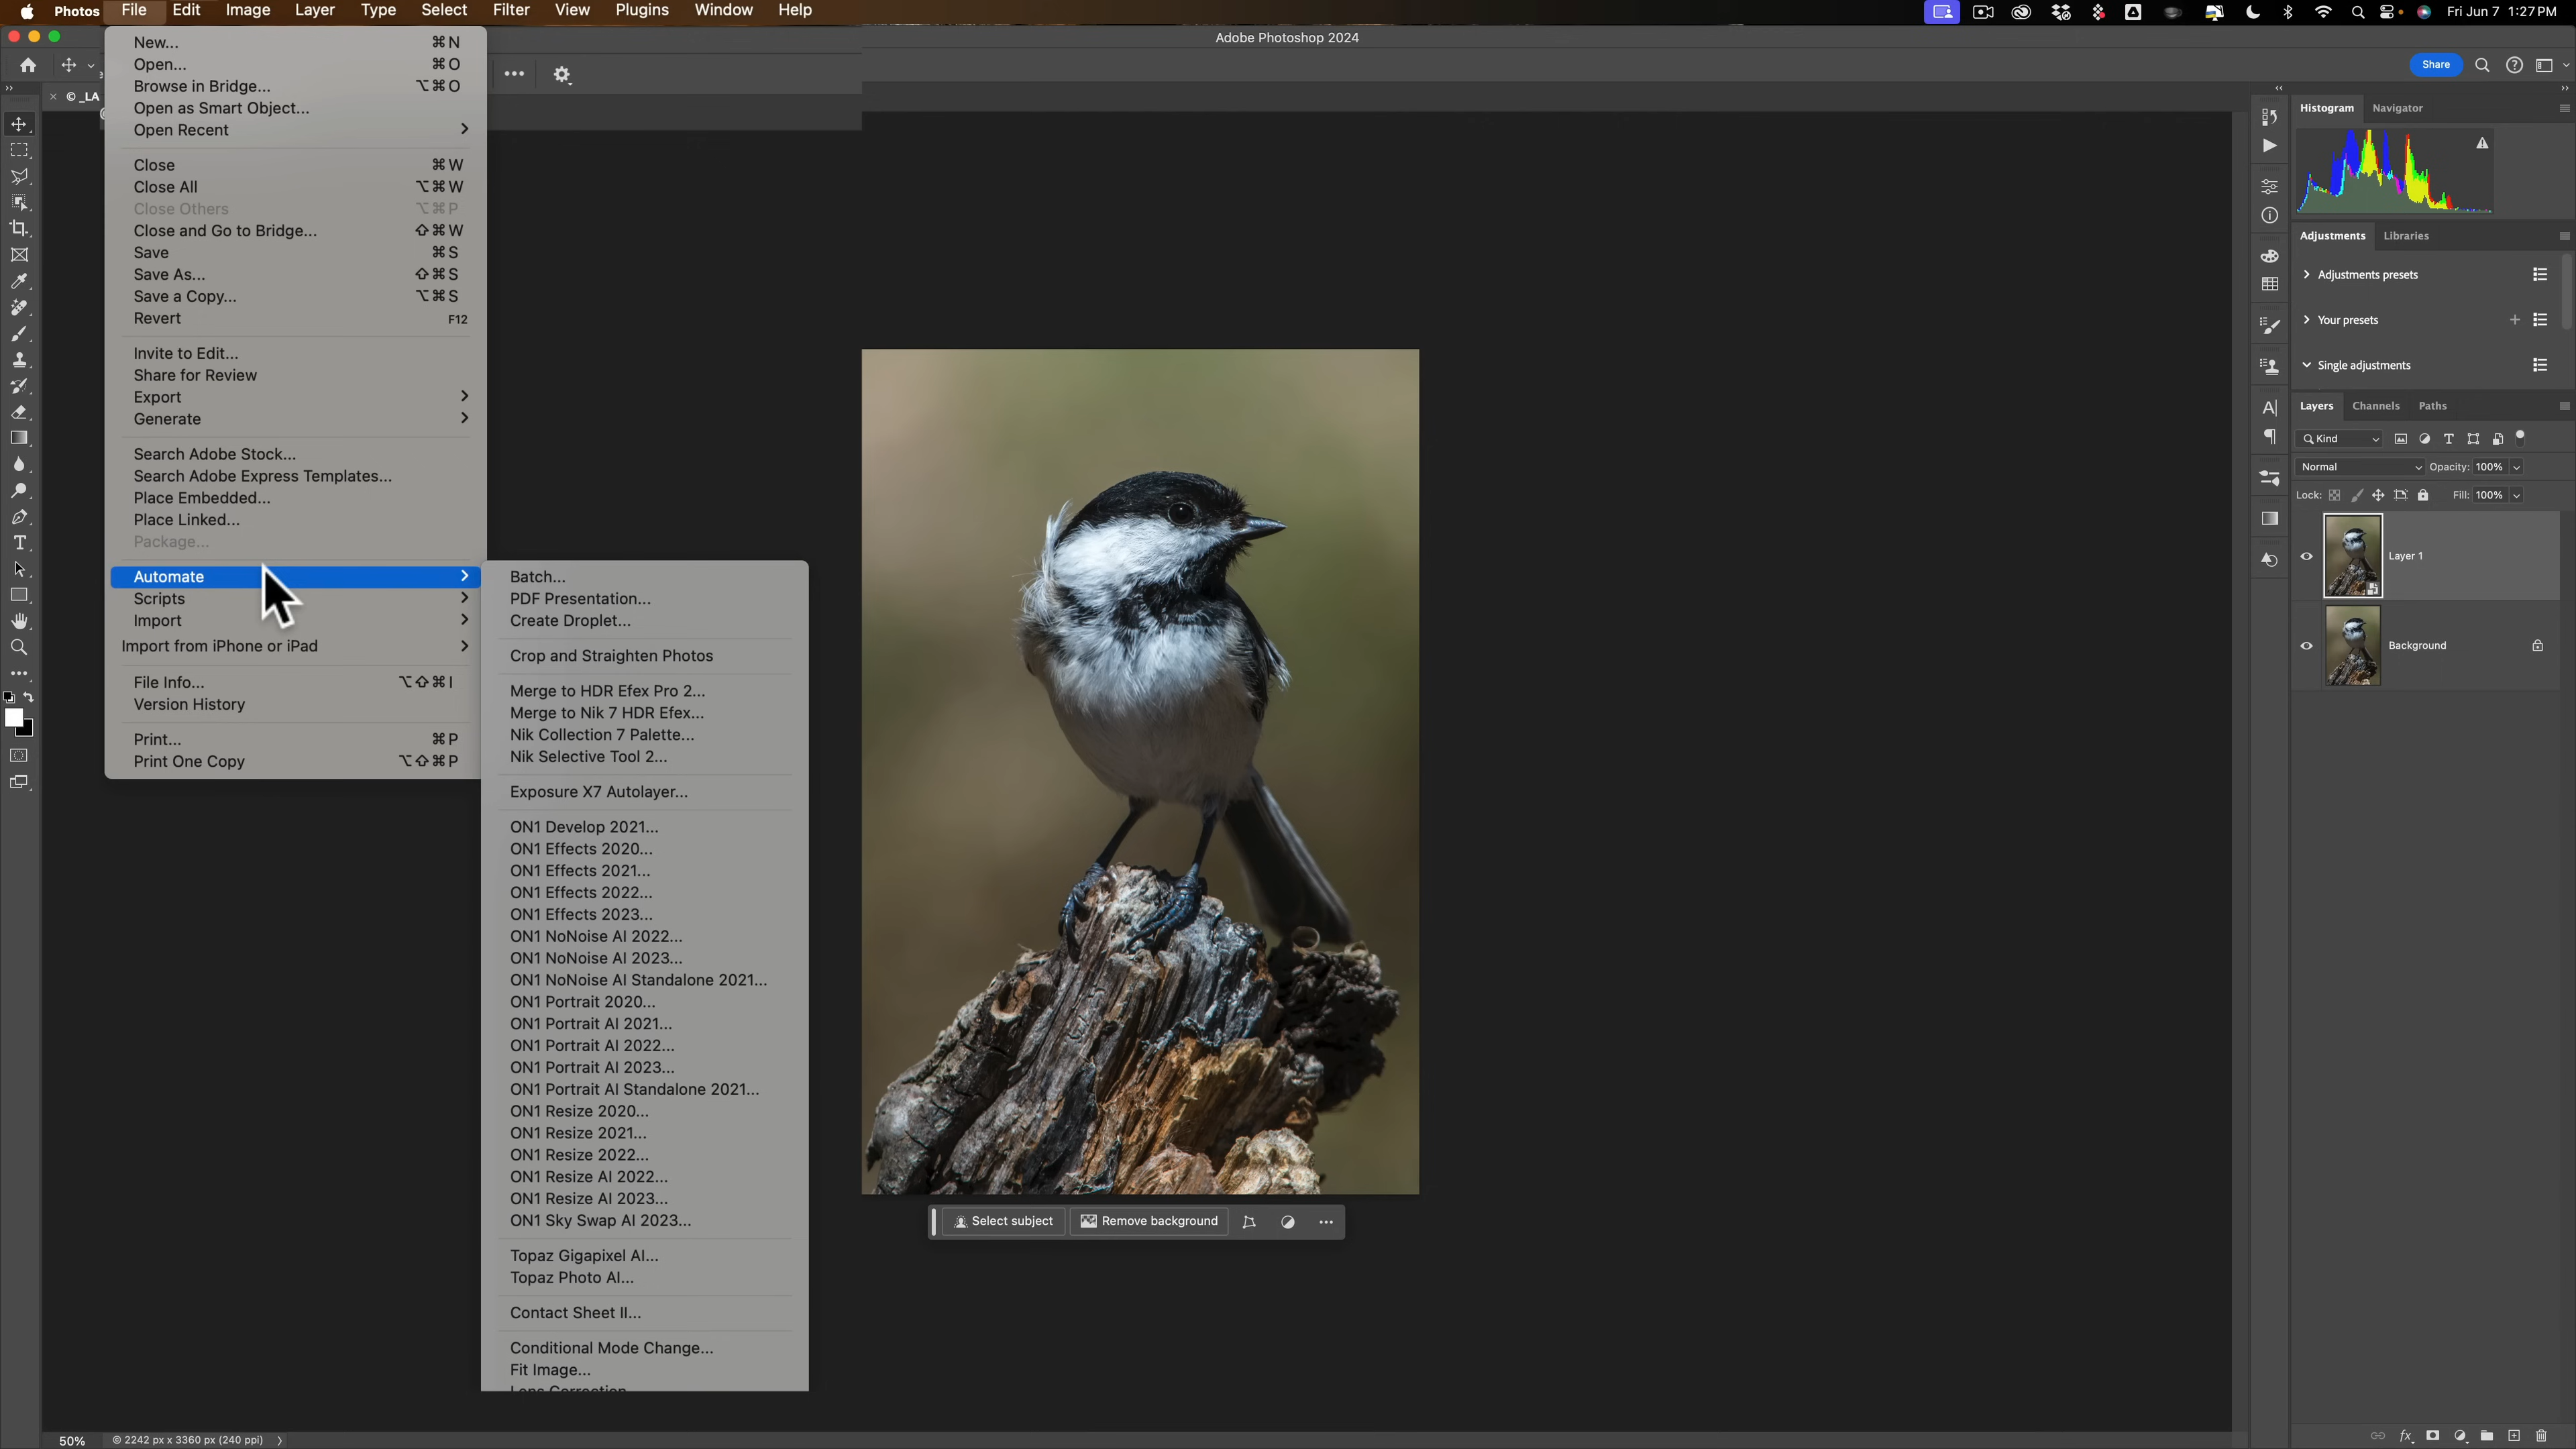 Photos File Edit Image Layer Type Select Filter View Plugins Window Help Fri Jun 7 1:27 PM
Adobe Photoshop 2024
Share
© _LA
New... ⌘N
Open... ⌘O
Browse in Bridge... ⌥⌘O
Open as Smart Object...
Open Recent
Close ⌘W
Close All ⌥⌘W
Close Others ⌥⌘P
Close and Go to Bridge... ⇧⌘W
Save ⌘S
Save As... ⇧⌘S
Save a Copy... ⌥⌘S
Revert F12
Invite to Edit...
Share for Review
Export
Generate
Search Adobe Stock...
Search Adobe Express Templates...
Place Embedded...
Place Linked...
Package...
Automate
Scripts
Import
Import from iPhone or iPad
File Info... ⌥⇧⌘I
Version History
Print... ⌘P
Print One Copy ⌥⇧⌘P
Batch...
PDF Presentation...
Create Droplet...
Crop and Straighten Photos
Merge to HDR Efex Pro 2...
Merge to Nik 7 HDR Efex...
Nik Collection 7 Palette...
Nik Selective Tool 2...
Exposure X7 Autolayer...
ON1 Develop 2021...
ON1 Effects 2020...
ON1 Effects 2021...
ON1 Effects 2022...
ON1 Effects 2023...
ON1 NoNoise AI 2022...
ON1 NoNoise AI 2023...
ON1 NoNoise AI Standalone 2021...
ON1 Portrait 2020...
ON1 Portrait AI 2021...
ON1 Portrait AI 2022...
ON1 Portrait AI 2023...
ON1 Portrait AI Standalone 2021...
ON1 Resize 2020...
ON1 Resize 2021...
ON1 Resize 2022...
ON1 Resize AI 2022...
ON1 Resize AI 2023...
ON1 Sky Swap AI 2023...
Topaz Gigapixel AI...
Topaz Photo AI...
Contact Sheet II...
Conditional Mode Change...
Fit Image...
Select subject Remove background
Histogram Navigator
Adjustments Libraries
Adjustments presets
Your presets
Single adjustments
Layers Channels Paths
Kind
Normal Opacity: 100%
Lock: Fill: 100%
Layer 1
Background
50% © 2242 px x 3360 px (240 ppi)